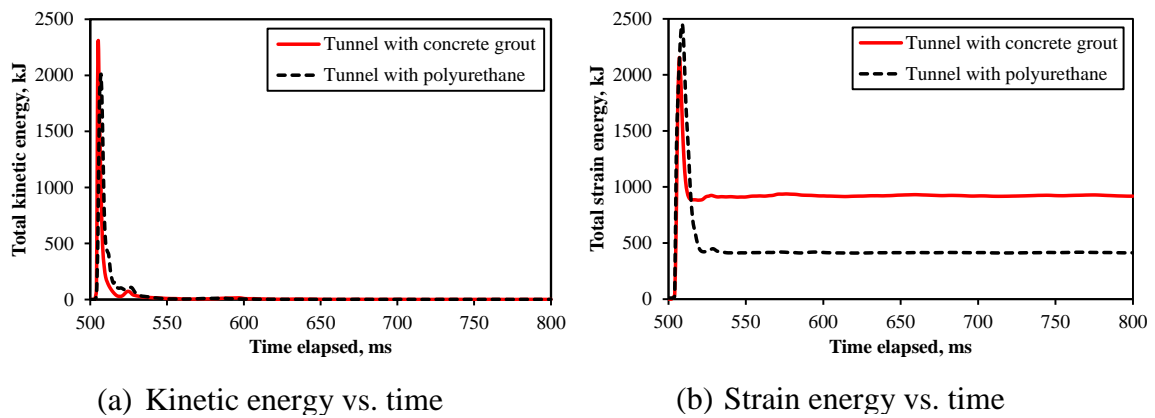 2500
2000
1500
1000
500
0
Total kinetic energy, kJ
Tunnel with concrete grout
Tunnel with polyurethane
500 550 600 650 700 750 800
Time elapsed, ms
(a) Kinetic energy vs. time
2500
2000
1500
1000
500
0
Total strain energy, kJ
Tunnel with concrete grout
Tunnel with polyurethane
500 550 600 650 700 750 800
Time elapsed, ms
(b) Strain energy vs. time